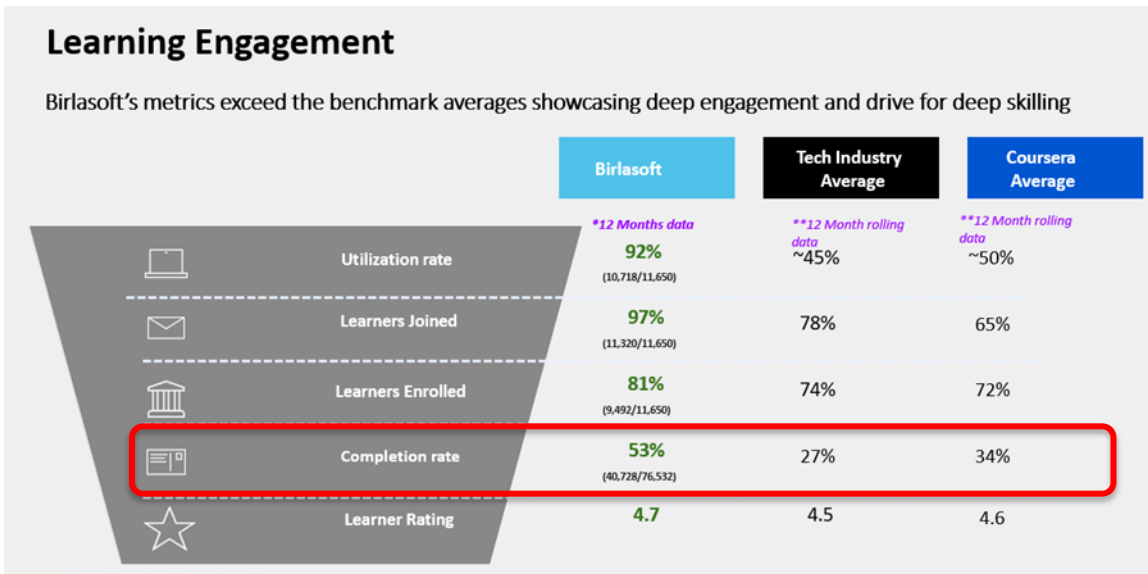 Learning Engagement
Birlasoft's metrics exceed the benchmark averages showcasing deep engagement and drive for deep skilling
Birlasoft
Tech Industry
Average
Coursera
Average
*12 Months data
**12 Month rolling
data
**12 Month rolling
data
Utilization rate
92%
(10,718/11,650)
~45%
~50%
Learners Joined
97%
(11,320/11,650)
78%
65%
Learners Enrolled
81%
(9,492/11,650)
74%
72%
Completion rate
53%
(40,728/76,532)
27%
34%
Learner Rating
4.7
4.5
4.6